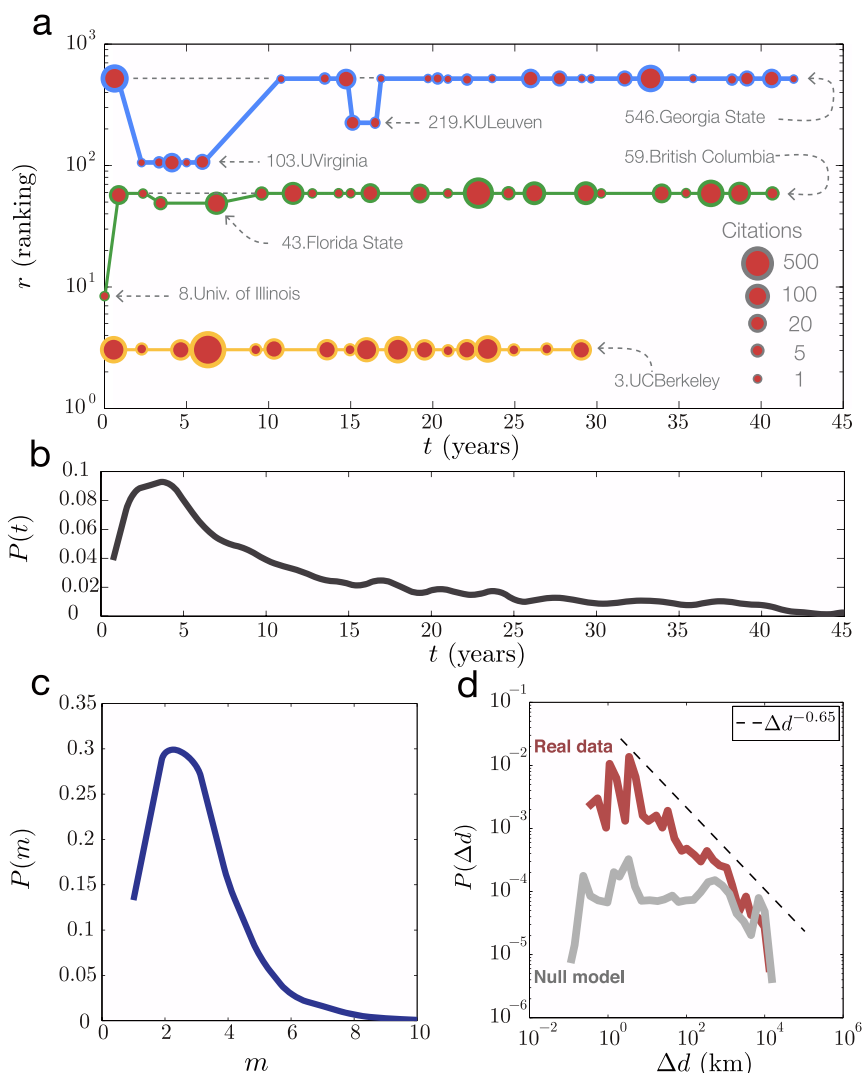 a
r (ranking)
10³
10²
10¹
10⁰
219.KULeuven
546.Georgia State
103.UVirginia
59.British Columbia
43.Florida State
8.Univ. of Illinois
3.UCBerkeley
Citations
500
100
20
5
1
0 5 10 15 20 25 30 35 40 45
t (years)
b
P(t)
0.1
0.08
0.06
0.04
0.02
0
0 5 10 15 20 25 30 35 40 45
t (years)
c
P(m)
0.35
0.3
0.25
0.2
0.15
0.1
0.05
0
0 2 4 6 8 10
m
d
P(Δd)
10⁻¹
10⁻²
10⁻³
10⁻⁴
10⁻⁵
10⁻⁶
Δd⁻⁰·⁶⁵
Real data
Null model
10⁻² 10⁰ 10² 10⁴ 10⁶
Δd (km)